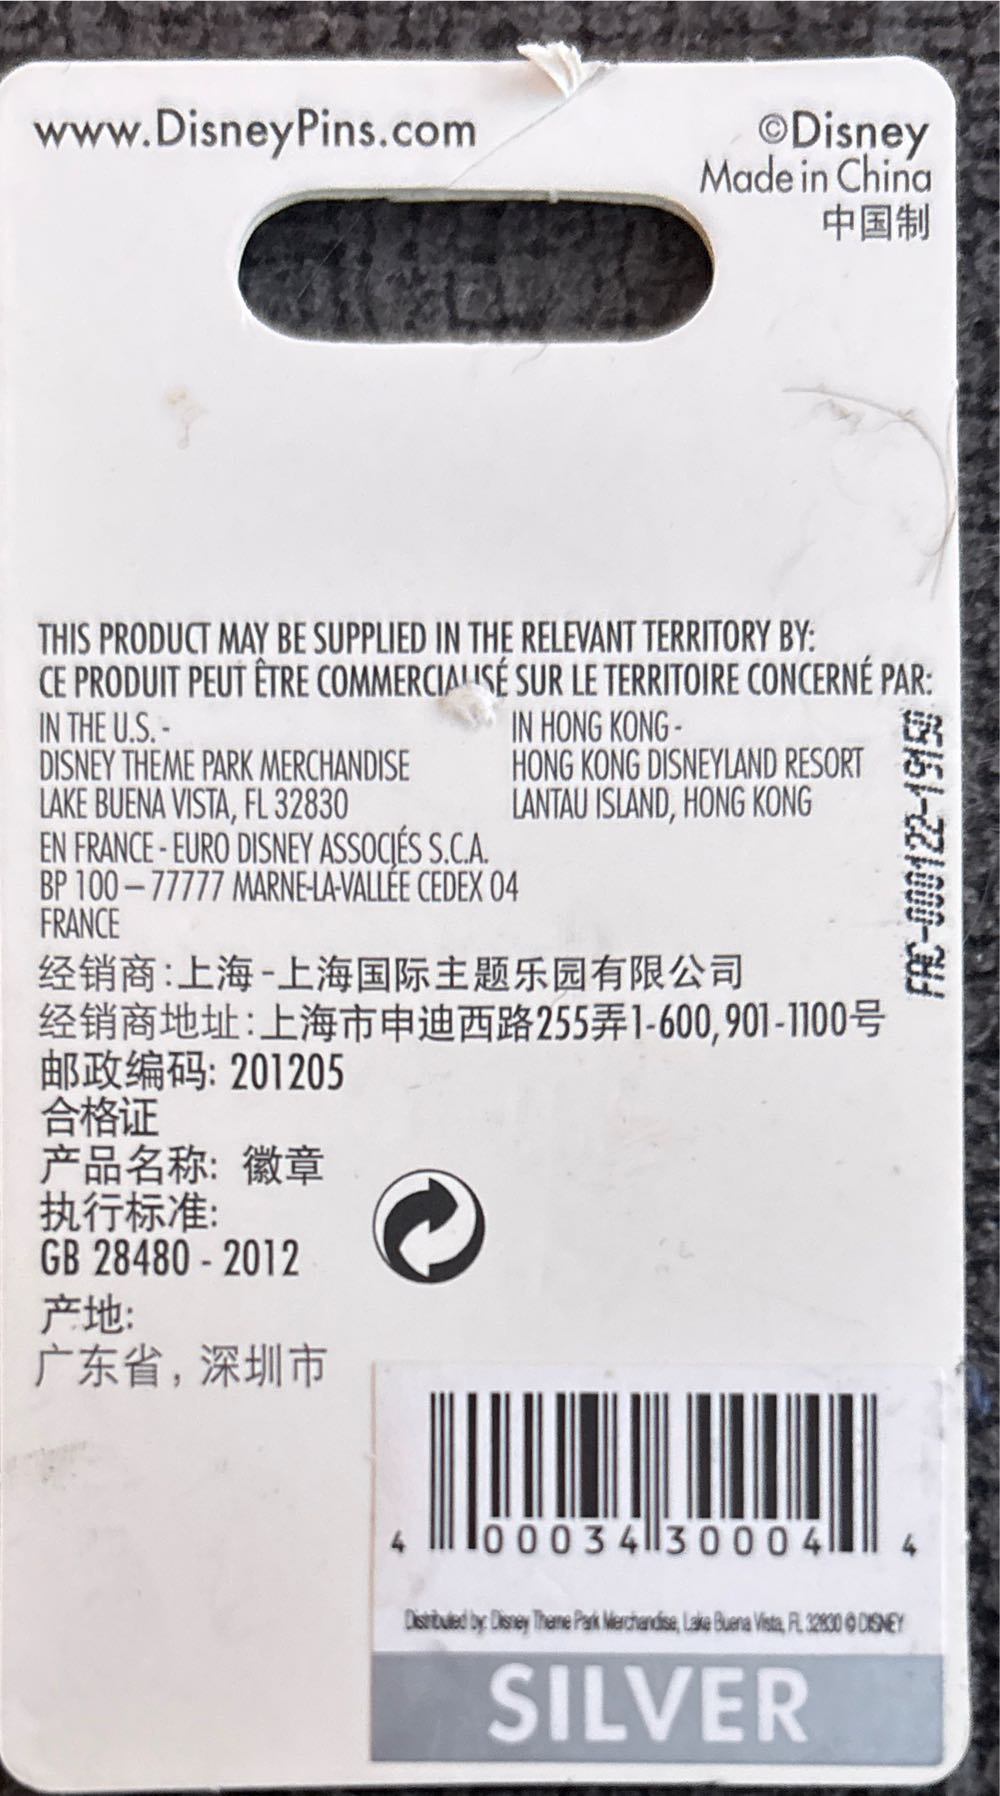 www.DisneyPins.com
©Disney
Made in China
中国制
THIS PRODUCT MAY BE SUPPLIED IN THE RELEVANT TERRITORY BY:
CE PRODUIT PEUT ÊTRE COMMERCIALISÉ SUR LE TERRITOIRE CONCERNÉ PAR:
IN THE U.S. -
DISNEY THEME PARK MERCHANDISE
LAKE BUENA VISTA, FL 32830
IN HONG KONG -
HONG KONG DISNEYLAND RESORT
LANTAU ISLAND, HONG KONG
EN FRANCE - EURO DISNEY ASSOCIÉS S.C.A.
BP 100 – 77777 MARNE-LA-VALLÉE CEDEX 04
FRANCE
FAC-000122-19150
经销商:上海-上海国际主题乐园有限公司
经销商地址:上海市申迪西路255弄1-600,901-1100号
邮政编码: 201205
合格证
产品名称: 徽章
执行标准:
GB 28480 - 2012
产地:
广东省, 深圳市
4 00034 30004 4
Distributed by: Disney Theme Park Merchandise, Lake Buena Vista, FL 32830 © DISNEY
SILVER